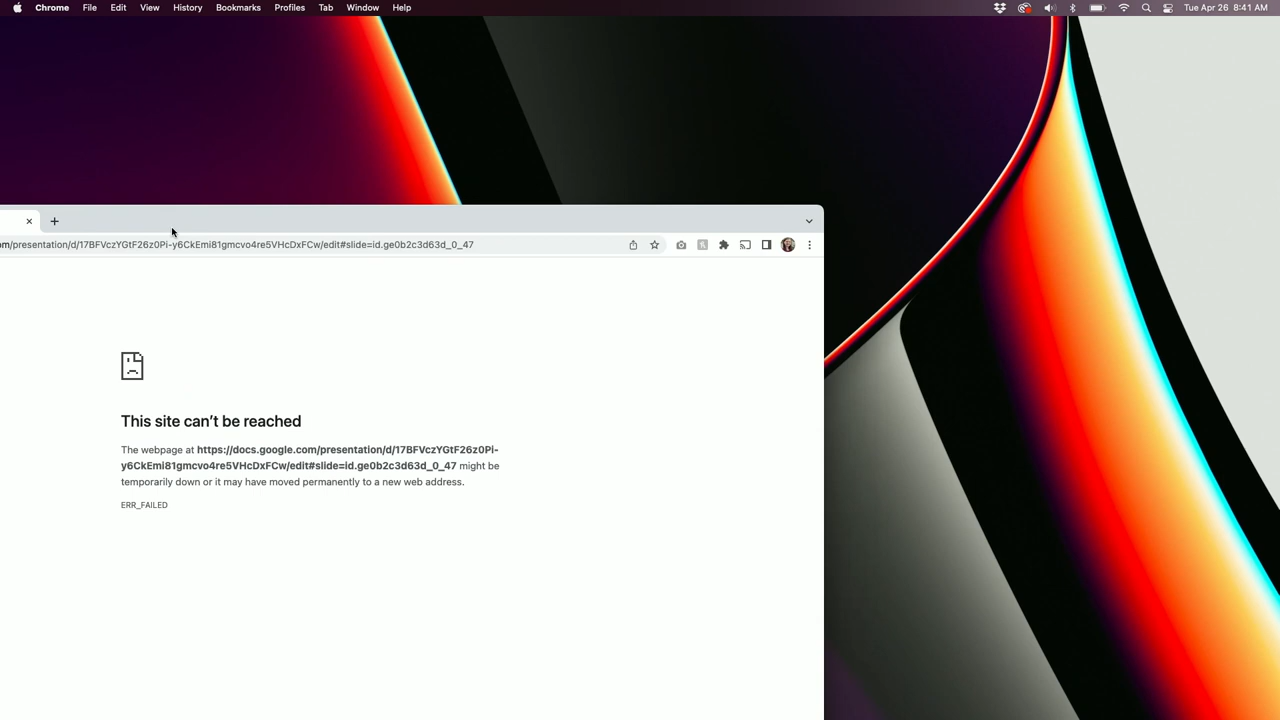 Chrome File Edit View History Bookmarks Profiles Tab Window Help Tue Apr 26 8:41 AM
om/presentation/d/17BFVczYGtF26z0Pi-y6CkEmi81gmcvo4re5VHcDxFCw/edit#slide=id.ge0b2c3d63d_0_47
This site can’t be reached
The webpage at https://docs.google.com/presentation/d/17BFVczYGtF26z0Pi-
y6CkEmi81gmcvo4re5VHcDxFCw/edit#slide=id.ge0b2c3d63d_0_47 might be
temporarily down or it may have moved permanently to a new web address.
ERR_FAILED